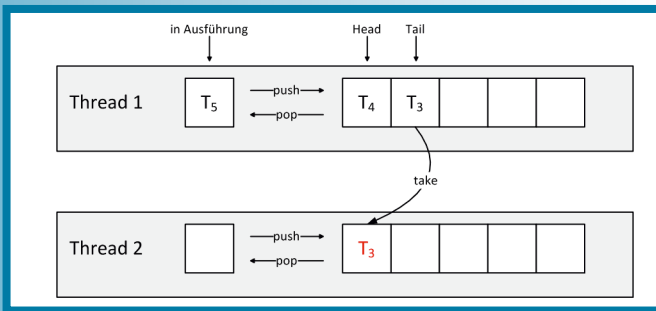 in Ausführung Head Tail
Thread 1 T₅ push T₄ T₃
pop
take
Thread 2 push T₃
pop